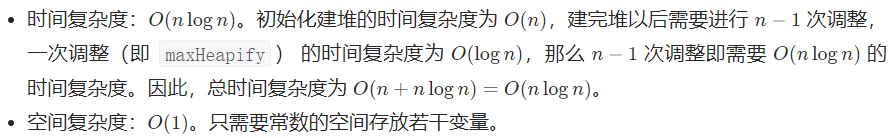 • 时间复杂度：O(n log n)。初始化建堆的时间复杂度为 O(n)，建完堆以后需要进行 n − 1 次调整，
一次调整（即 maxHeapify ） 的时间复杂度为 O(log n)，那么 n − 1 次调整即需要 O(n log n) 的
时间复杂度。因此，总时间复杂度为 O(n + n log n) = O(n log n)。
• 空间复杂度：O(1)。只需要常数的空间存放若干变量。